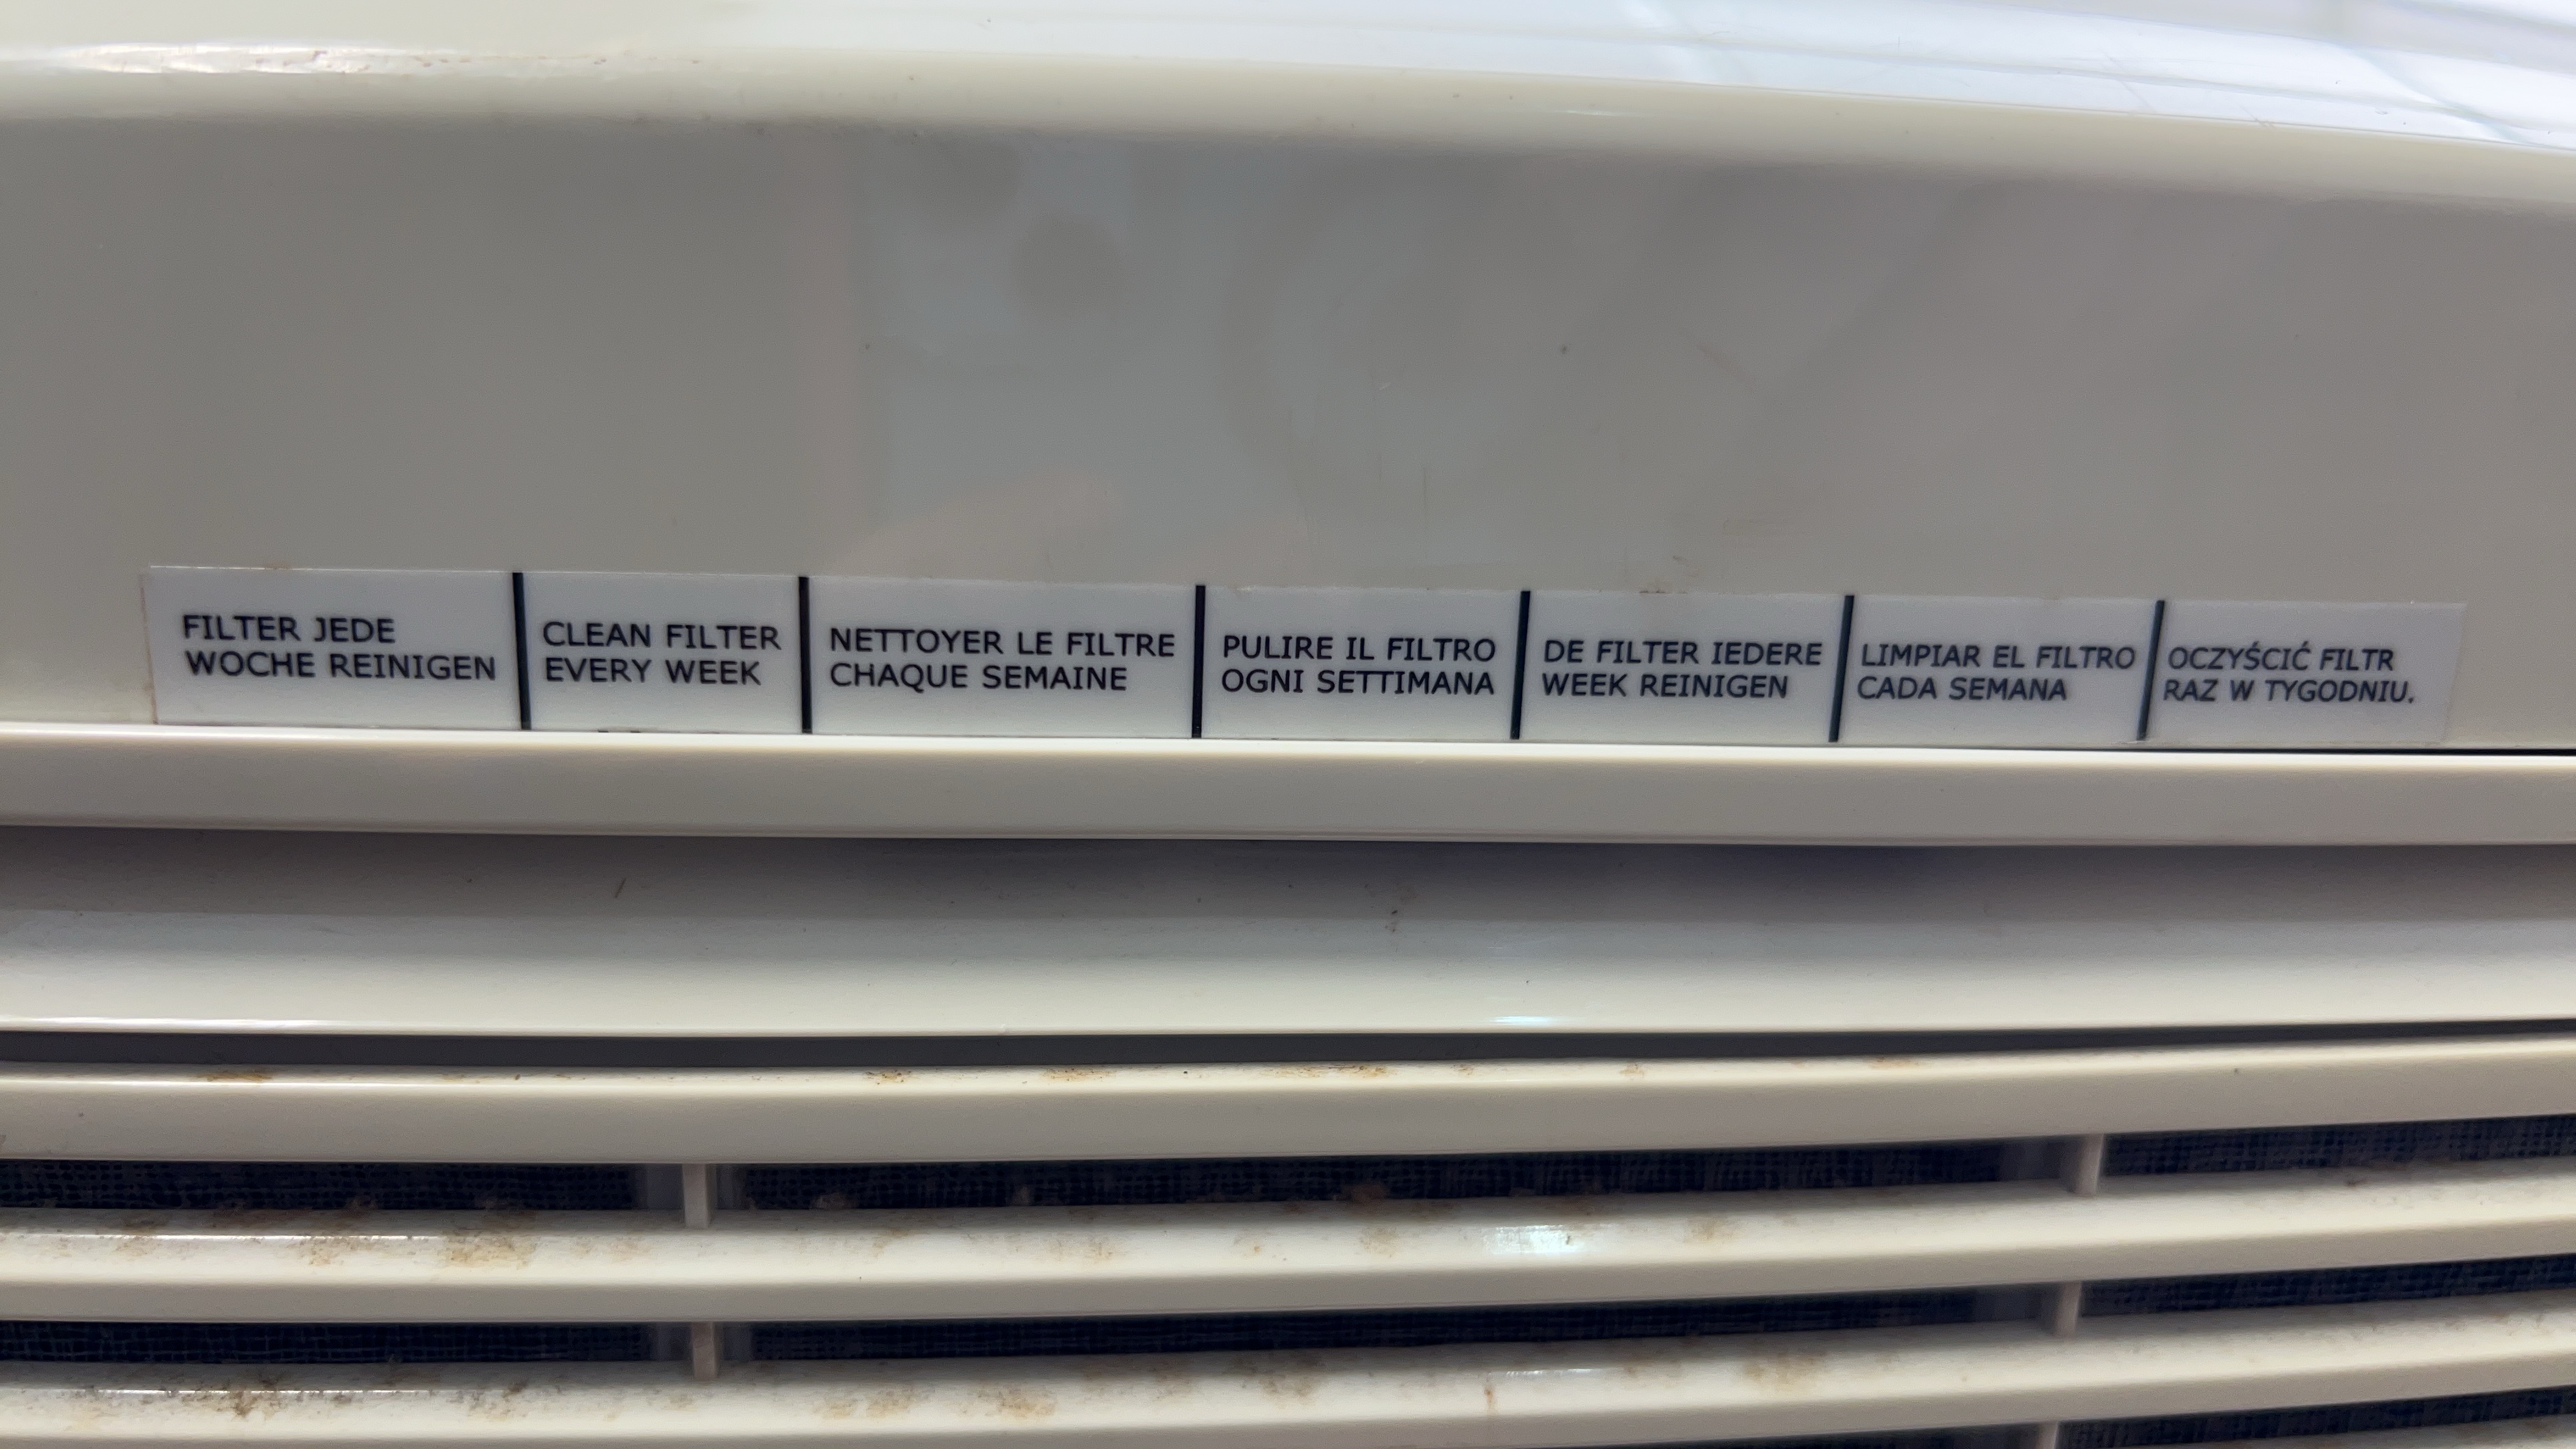 FILTER JEDE
WOCHE REINIGEN
CLEAN FILTER
EVERY WEEK
NETTOYER LE FILTRE
CHAQUE SEMAINE
PULIRE IL FILTRO
OGNI SETTIMANA
DE FILTER IEDERE
WEEK REINIGEN
LIMPIAR EL FILTRO
CADA SEMANA
OCZYŚCIĆ FILTR
RAZ W TYGODNIU.